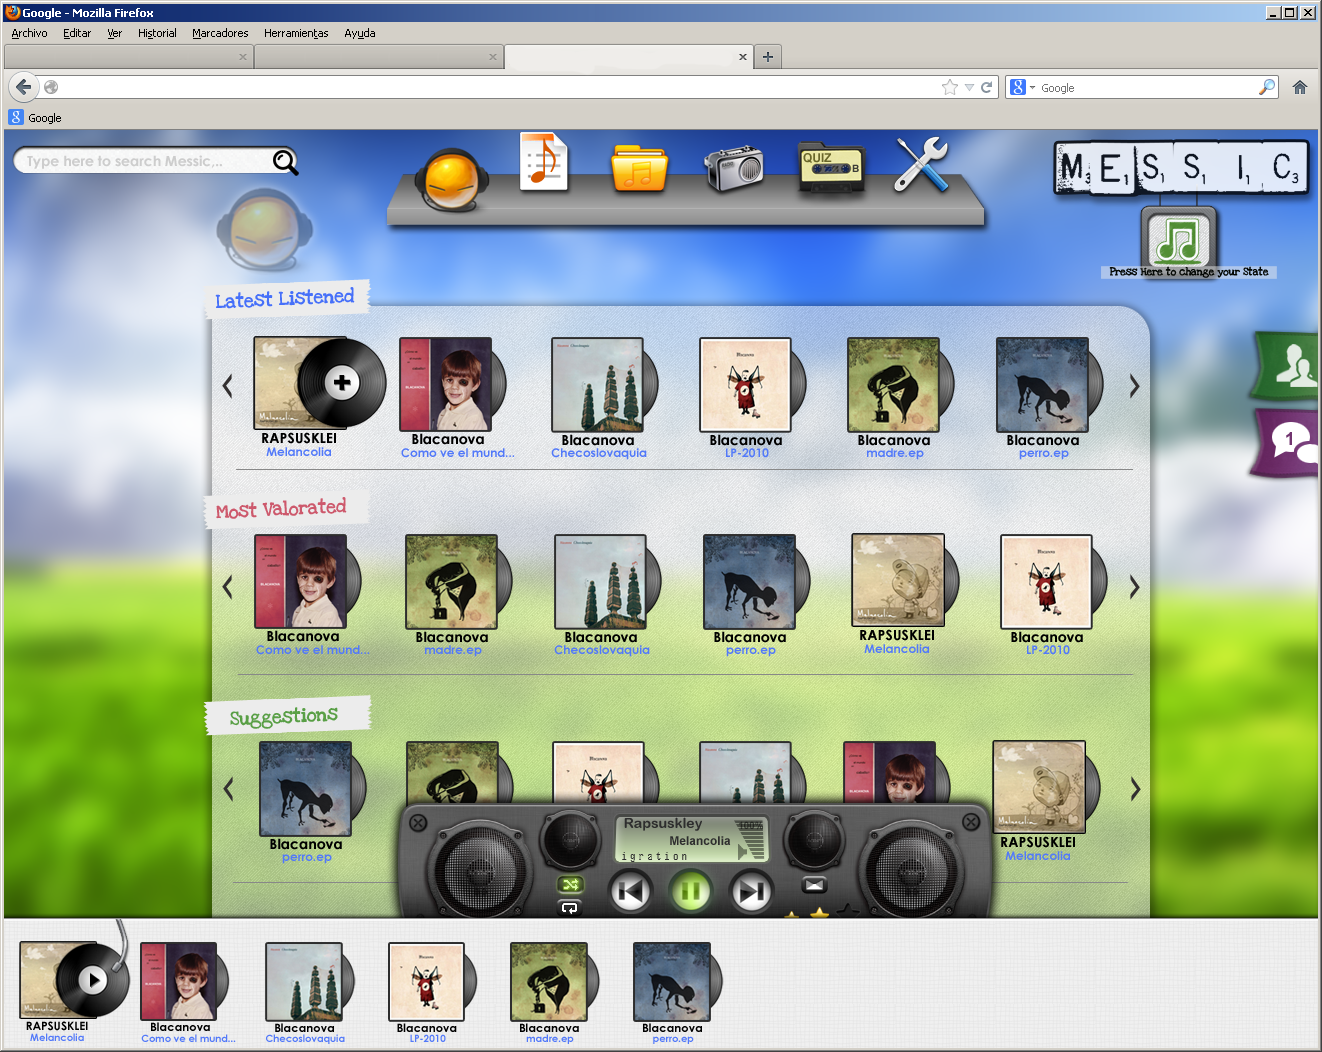 Google - Mozilla Firefox
Archivo Editar Ver Historial Marcadores Herramientas Ayuda
Google
Google
Type here to search Messic,..
QUIZ
B
MESSIC
Press Here to change your State
Latest Listened
RAPSUSKLEI
Melancolia
Blacanova
Como ve el mund...
Blacanova
Checoslovaquia
Blacanova
LP-2010
Blacanova
madre.ep
Blacanova
perro.ep
1
Most Valorated
Blacanova
Como ve el mund...
Blacanova
madre.ep
Blacanova
Checoslovaquia
Blacanova
perro.ep
RAPSUSKLEI
Melancolia
Blacanova
LP-2010
Suggestions
Blacanova
perro.ep
RAPSUSKLEI
Melancolia
Rapsuskley
100%
Melancolia
igration
RAPSUSKLEI
Melancolia
Blacanova
Como ve el mund...
Blacanova
Checoslovaquia
Blacanova
LP-2010
Blacanova
madre.ep
Blacanova
perro.ep